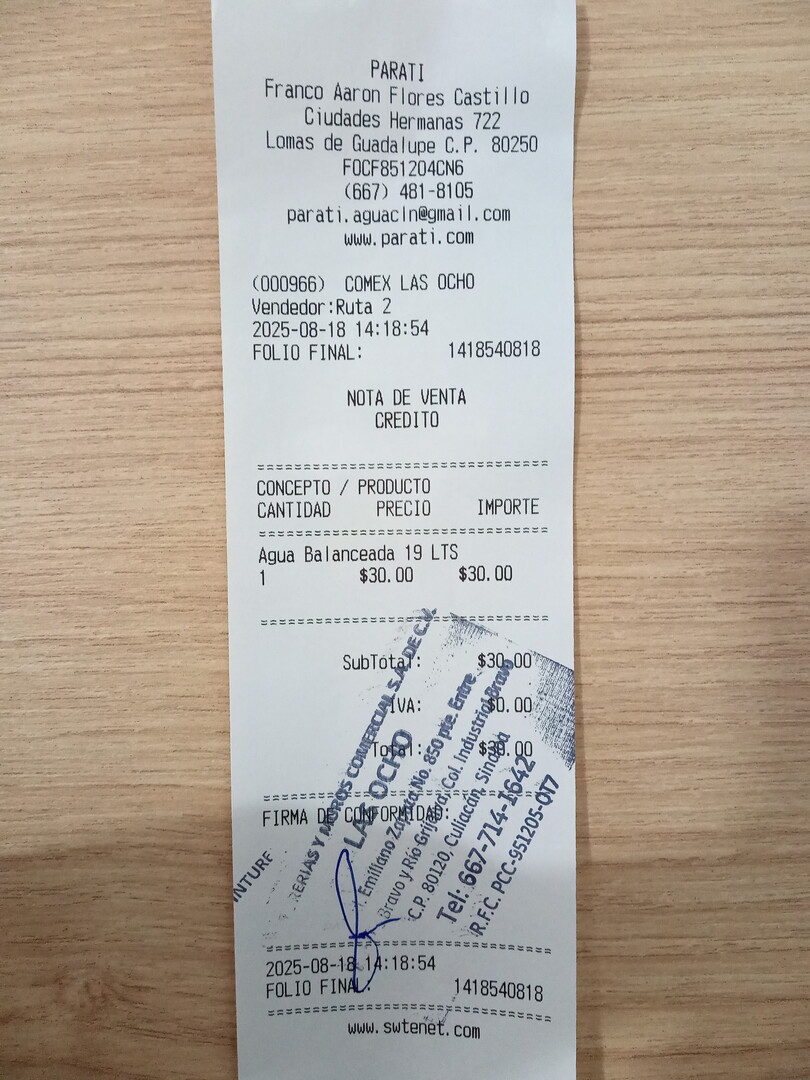 PARATI
Franco Aaron Flores Castillo
Ciudades Hermanas 722
Lomas de Guadalupe C.P. 80250
FOCF851204CN6
(667) 481-8105
parati.aguacln@gmail.com
www.parati.com
(000966) COMEX LAS OCHO
Vendedor:Ruta 2
2025-08-18 14:18:54
FOLIO FINAL: 1418540818
NOTA DE VENTA
CREDITO
CONCEPTO / PRODUCTO
CANTIDAD PRECIO IMPORTE
Agua Balanceada 19 LTS
1 $30.00 $30.00
SubTotal: $30.00
IVA: $0.00
Total: $30.00
FIRMA DE CONFORMIDAD:
Y MUROS COMERCIAL S.A. DE C.V.
LAS OCHO
Emiliano Zapata No. 850 pte. Entre
Bravo y Río Grijalva, Col. Industrial Bravo
C.P. 80120, Culiacán, Sinaloa
Tel: 667-714-1642
R.F.C. PCC-951205-QT7
2025-08-18 14:18:54
FOLIO FINAL: 1418540818
www.swtenet.com